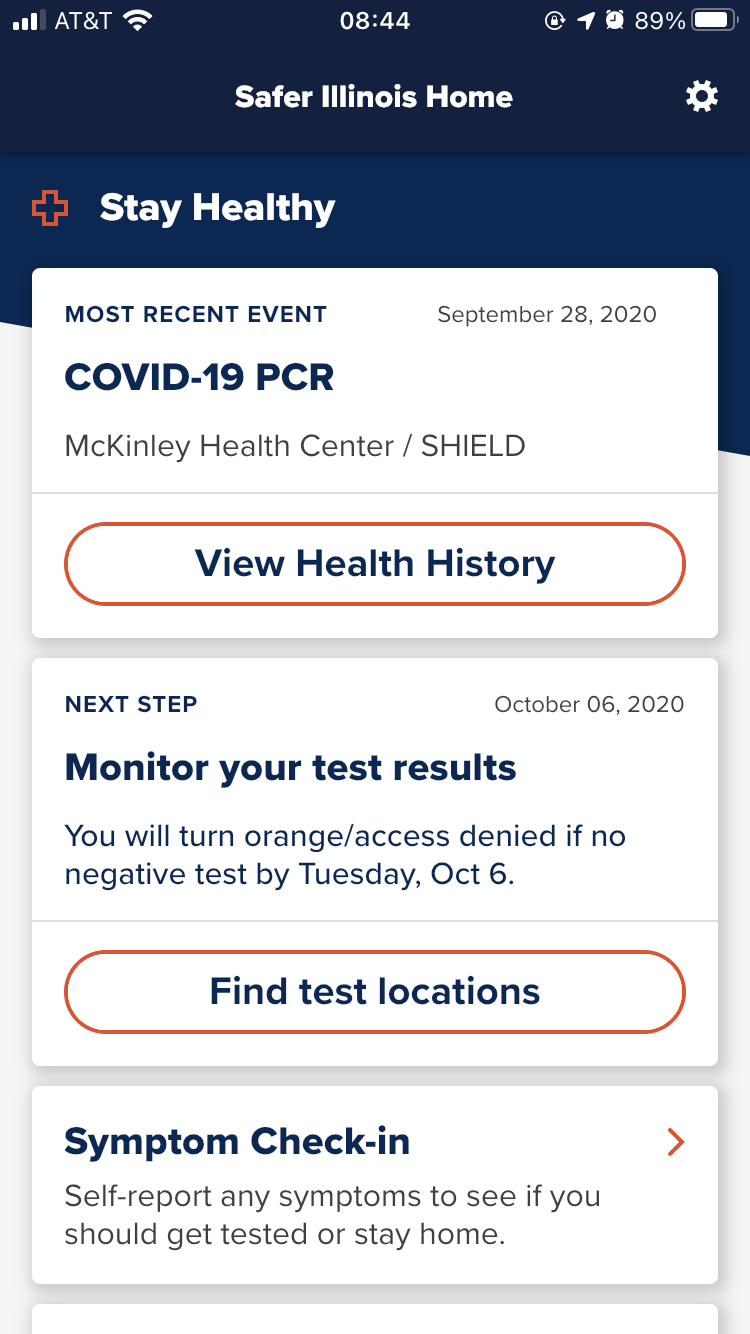 AT&T 08:44 89%
Safer Illinois Home
Stay Healthy
MOST RECENT EVENT September 28, 2020
COVID-19 PCR
McKinley Health Center / SHIELD
View Health History
NEXT STEP October 06, 2020
Monitor your test results
You will turn orange/access denied if no
negative test by Tuesday, Oct 6.
Find test locations
Symptom Check-in
Self-report any symptoms to see if you
should get tested or stay home.